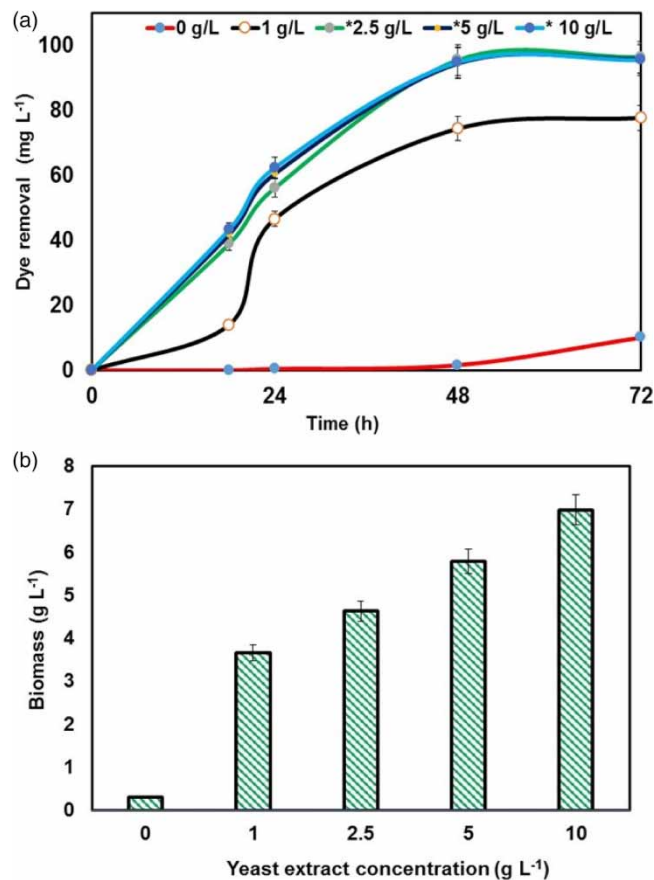 (a)
0 g/L 1 g/L *2.5 g/L *5 g/L * 10 g/L
100
80
60
40
20
0
Dye removal (mg L⁻¹)
0 24 48 72
Time (h)
(b)
8
7
6
5
4
3
2
1
0
Biomass (g L⁻¹)
0 1 2.5 5 10
Yeast extract concentration (g L⁻¹)